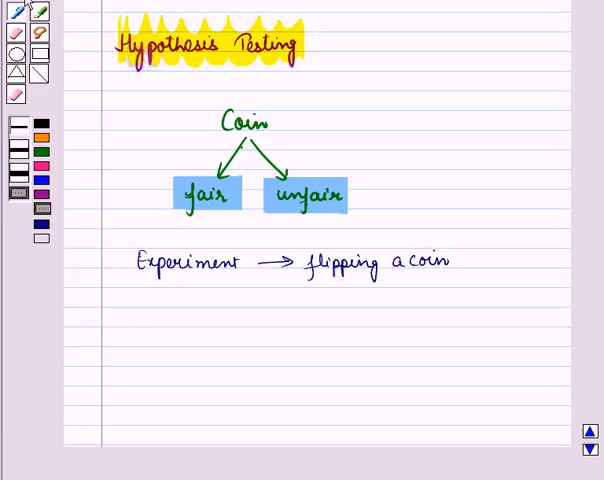 Hypothesis Testing
Coin
fair unfair
Experiment → flipping a coin